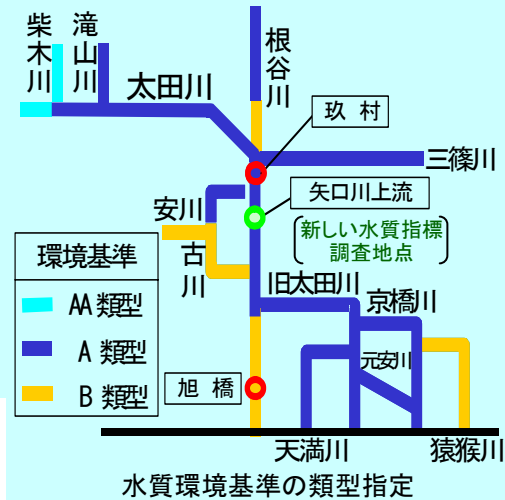 柴木川
滝山川
太田川
根谷川
玖村
三篠川
矢口川上流
新しい水質指標
調査地点
安川
古川
旧太田川
京橋川
環境基準
AA類型
A類型
B類型
元安川
旭橋
天満川
猿猴川
水質環境基準の類型指定